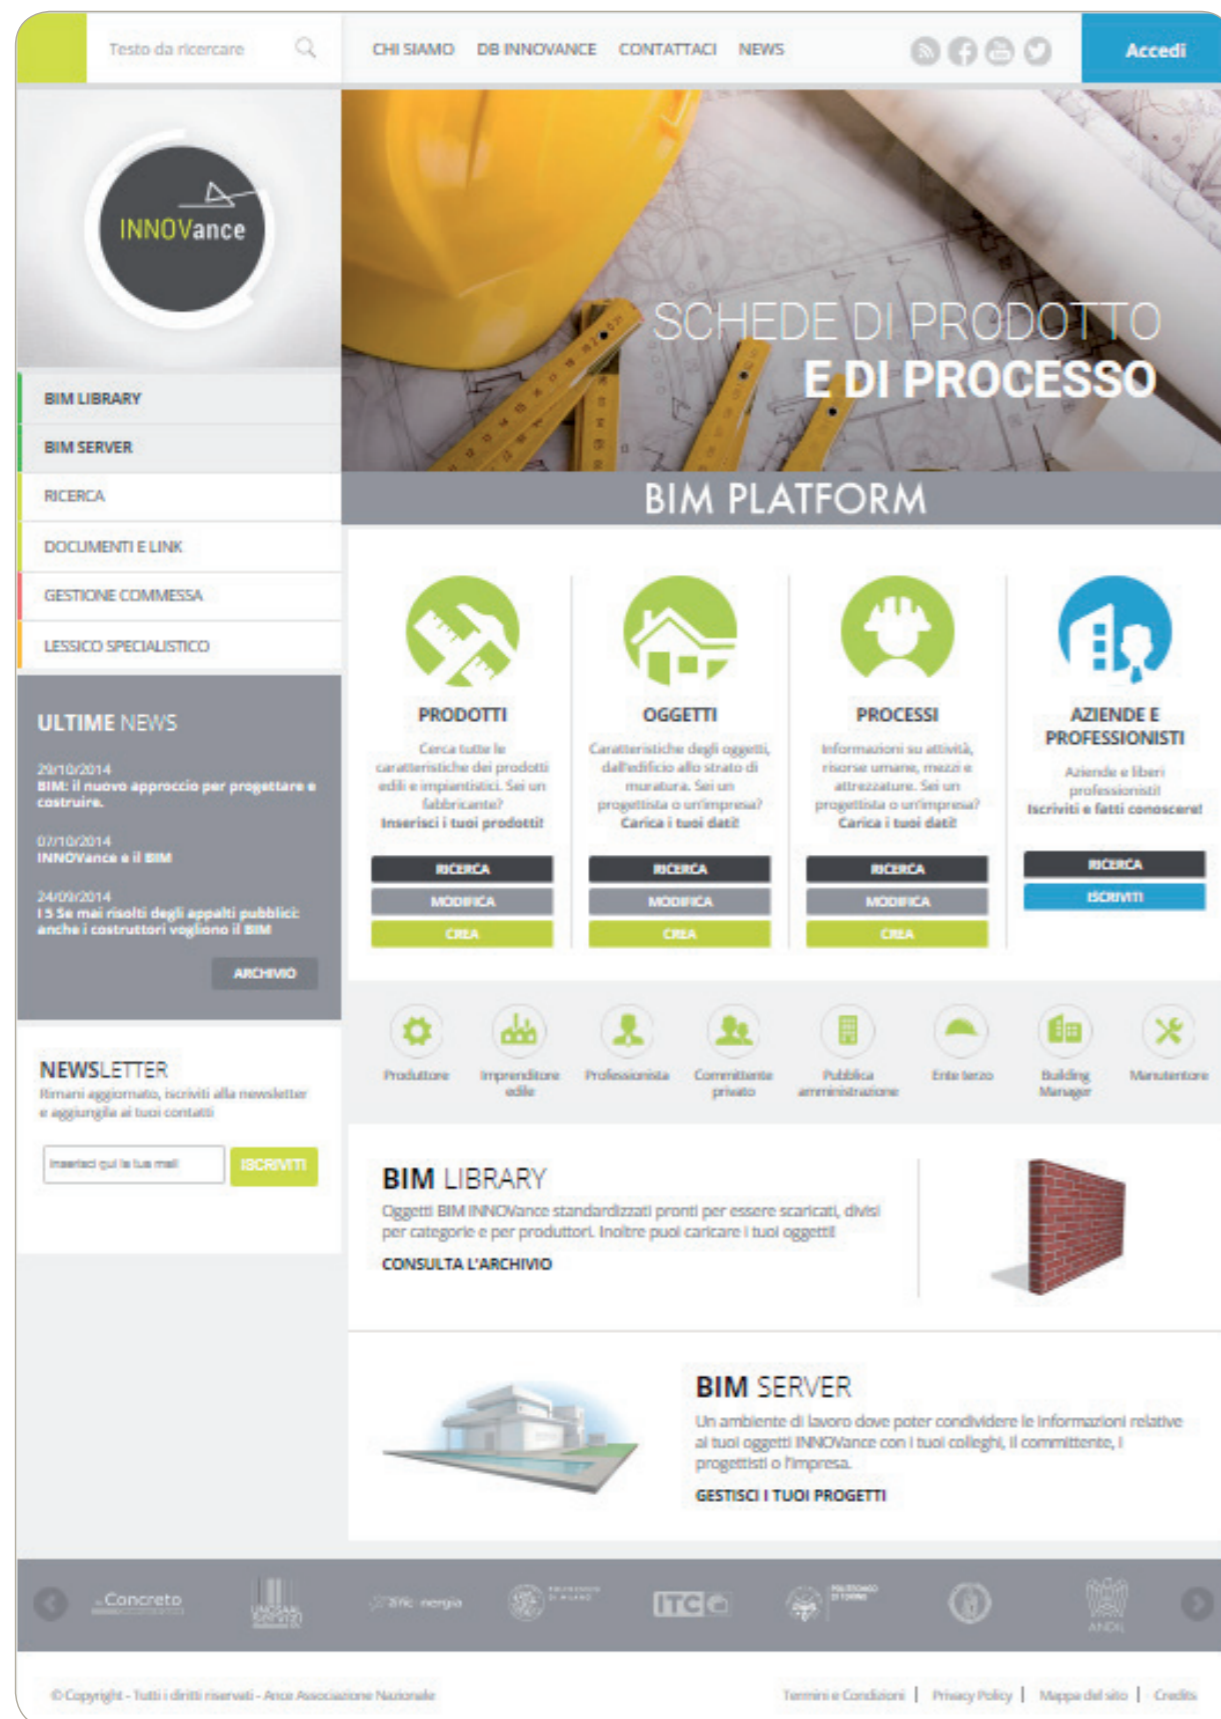 Testo da ricercare
CHI SIAMO DB INNOVANCE CONTATTACI NEWS
Accedi
INNOVance
SCHEDE DI PRODOTTO
E DI PROCESSO
BIM PLATFORM
BIM LIBRARY
BIM SERVER
RICERCA
DOCUMENTI E LINK
GESTIONE COMMESSA
LESSICO SPECIALISTICO
ULTIME NEWS
29/10/2014
BIM: il nuovo approccio per progettare e
costruire.
07/10/2014
INNOVance e il BIM
24/09/2014
I 5 Se mai risolti degli appalti pubblici:
anche i costruttori vogliono il BIM
ARCHIVIO
NEWSLETTER
Rimani aggiornato, iscriviti alla newsletter
e aggiungila ai tuoi contatti
Inserisci qui la tua mail
ISCRIVITI
PRODOTTI
Cerca tutte le
caratteristiche dei prodotti
edili e impiantistici. Sei un
fabbricante?
Inserisci i tuoi prodotti!
RICERCA
MODIFICA
CREA
OGGETTI
Caratteristiche degli oggetti,
dall'edificio allo strato di
muratura. Sei un
progettista o un'impresa?
Carica i tuoi dati!
RICERCA
MODIFICA
CREA
PROCESSI
Informazioni su attività,
risorse umane, mezzi e
attrezzature. Sei un
progettista o un'impresa?
Carica i tuoi dati!
RICERCA
MODIFICA
CREA
AZIENDE E
PROFESSIONISTI
Aziende e liberi
professionisti!
Iscriviti e fatti conoscere!
RICERCA
ISCRIVITI
Produttore
Imprenditore
edile
Professionista
Committente
privato
Pubblica
amministrazione
Ente terzo
Building
Manager
Manutentore
BIM LIBRARY
Oggetti BIM INNOVance standardizzati pronti per essere scaricati, divisi
per categorie e per produttori. Inoltre puoi caricare i tuoi oggetti!
CONSULTA L'ARCHIVIO
BIM SERVER
Un ambiente di lavoro dove poter condividere le informazioni relative
ai tuoi oggetti INNOVance con i tuoi colleghi, il committente, i
progettisti o l'impresa.
GESTISCI I TUOI PROGETTI
Concreto
Servizi
POLITECNICO
DI MILANO
ITC
POLITECNICO
DI TORINO
ANDIL
© Copyright - Tutti i diritti riservati - Ance Associazione Nazionale
Termini e Condizioni | Privacy Policy | Mappa del sito | Credits